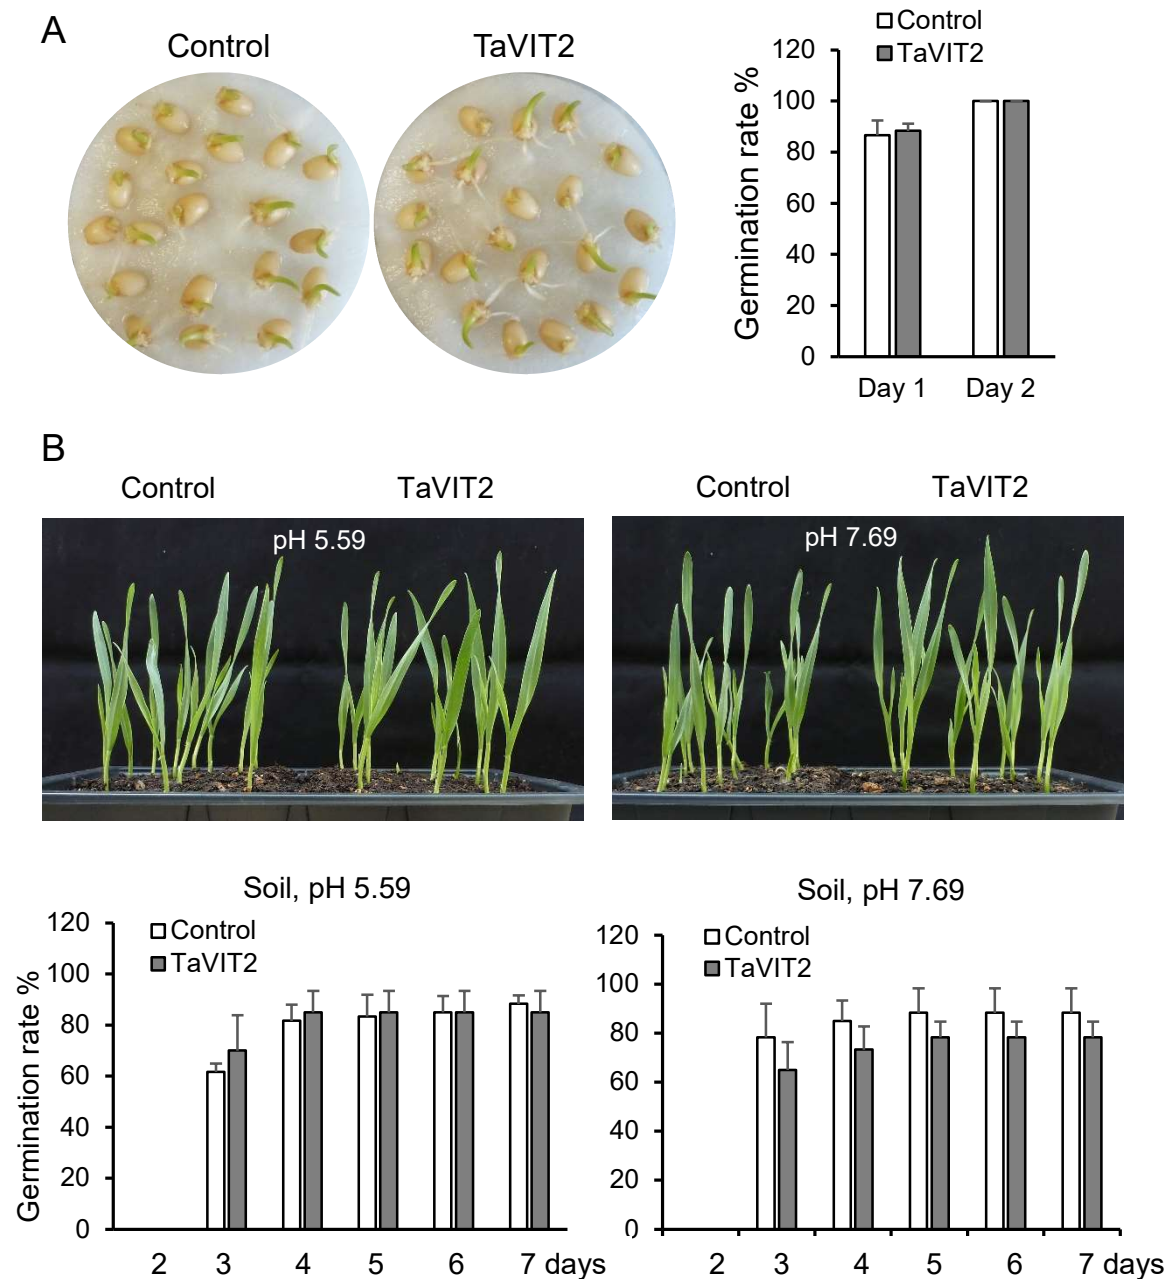 A
Control
TaVIT2
Control
TaVIT2
Germination rate %
120
100
80
60
40
20
0
Day 1
Day 2
B
Control
TaVIT2
Control
TaVIT2
pH 5.59
pH 7.69
Soil, pH 5.59
Control
TaVIT2
Germination rate %
120
100
80
60
40
20
0
2 3 4 5 6 7 days
Soil, pH 7.69
Control
TaVIT2
120
100
80
60
40
20
0
2 3 4 5 6 7 days